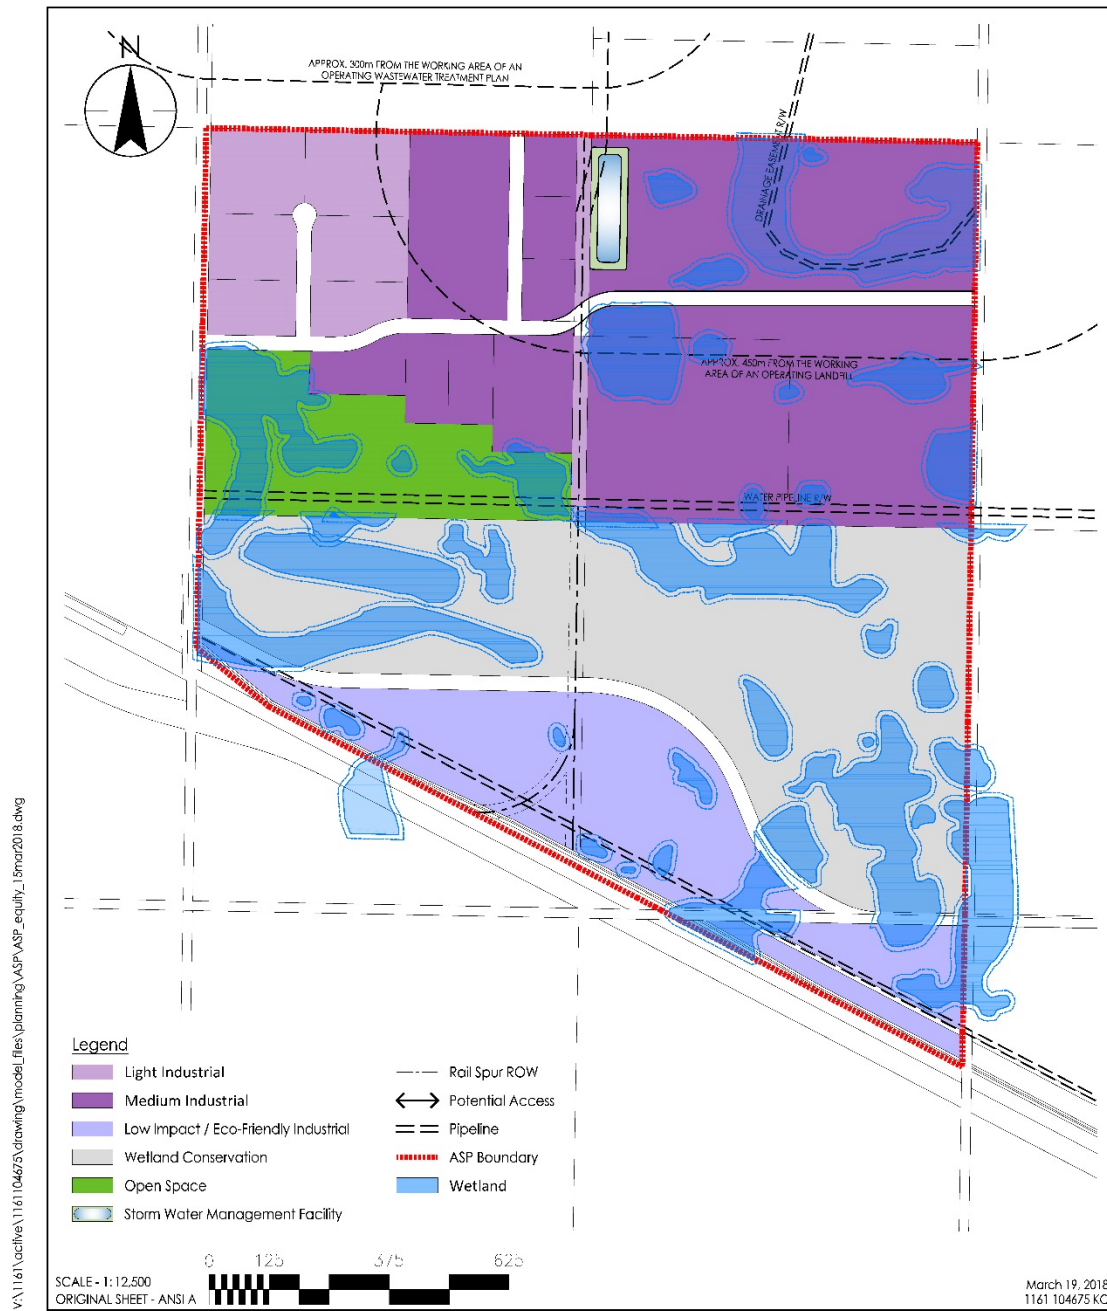 N
APPROX. 300m FROM THE WORKING AREA OF AN
OPERATING WASTEWATER TREATMENT PLAN
DRAINAGE EASEMENT R/W
APPROX. 450m FROM THE WORKING
AREA OF AN OPERATING LANDFILL
WATER PIPELINE R/W
V:\1161\active\1161104675\drawing\model_files\planning\ASP\ASP_equity_15mar2018.dwg
Legend
Light Industrial
Medium Industrial
Low Impact / Eco-Friendly Industrial
Wetland Conservation
Open Space
Storm Water Management Facility
Rail Spur ROW
Potential Access
Pipeline
ASP Boundary
Wetland
0 125 375 625
SCALE - 1:12,500
ORIGINAL SHEET - ANSI A
March 19, 2018
1161 104675 KC